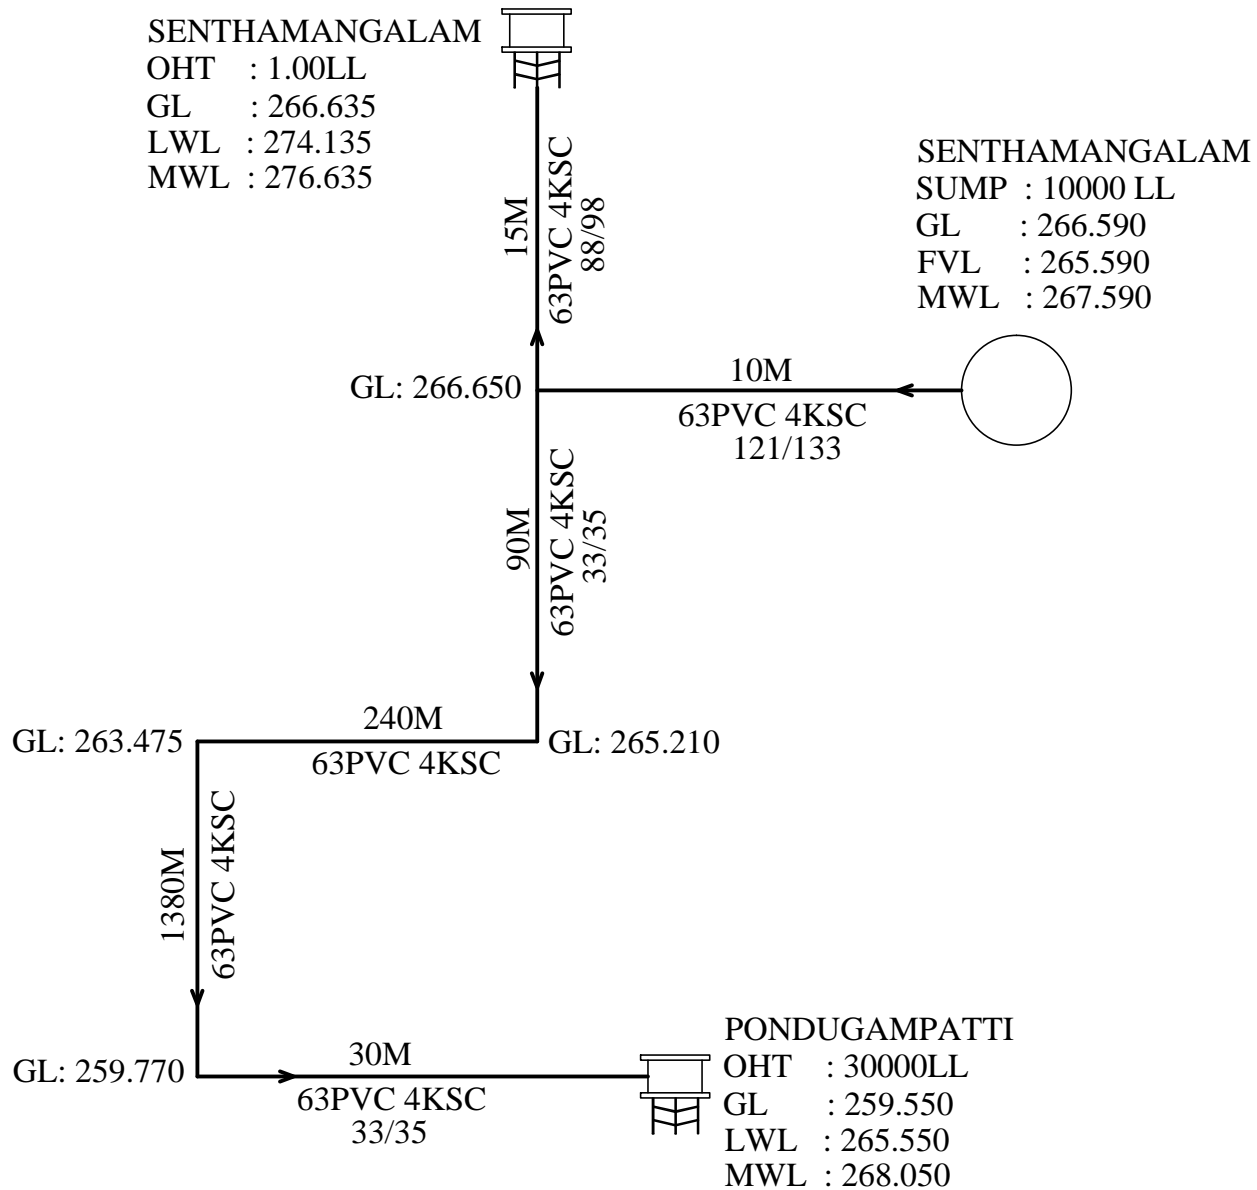 SENTHAMANGALAM
OHT : 1.00LL
GL : 266.635
LWL : 274.135
MWL : 276.635
SENTHAMANGALAM
SUMP : 10000 LL
GL : 266.590
FVL : 265.590
MWL : 267.590
15M
63PVC 4KSC
88/98
GL: 266.650
10M
63PVC 4KSC
121/133
90M
63PVC 4KSC
33/35
240M
63PVC 4KSC
GL: 263.475
GL: 265.210
1380M
63PVC 4KSC
GL: 259.770
30M
63PVC 4KSC
33/35
PONDUGAMPATTI
OHT : 30000LL
GL : 259.550
LWL : 265.550
MWL : 268.050